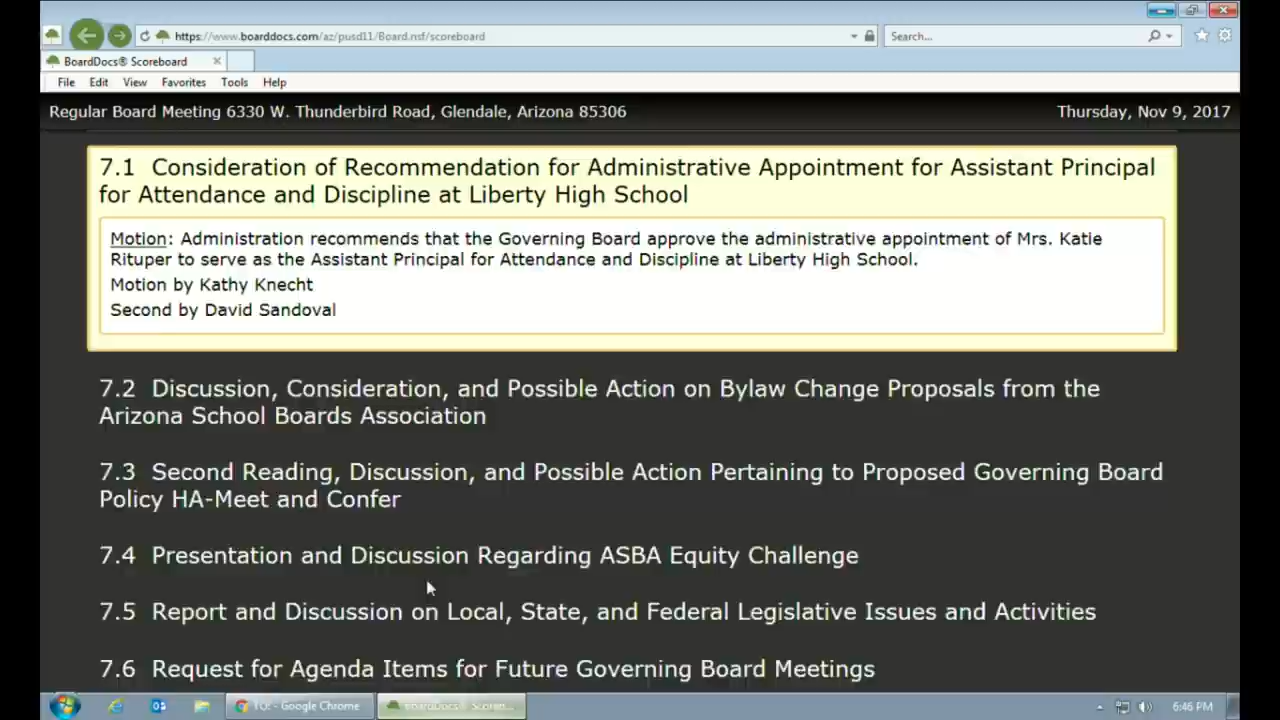 https://www.boarddocs.com/az/pusd11/Board.nsf/scoreboard
Search...
BoardDocs® Scoreboard
File Edit View Favorites Tools Help
Regular Board Meeting 6330 W. Thunderbird Road, Glendale, Arizona 85306
Thursday, Nov 9, 2017
7.1 Consideration of Recommendation for Administrative Appointment for Assistant Principal
for Attendance and Discipline at Liberty High School
Motion: Administration recommends that the Governing Board approve the administrative appointment of Mrs. Katie
Rituper to serve as the Assistant Principal for Attendance and Discipline at Liberty High School.
Motion by Kathy Knecht
Second by David Sandoval
7.2 Discussion, Consideration, and Possible Action on Bylaw Change Proposals from the
Arizona School Boards Association
7.3 Second Reading, Discussion, and Possible Action Pertaining to Proposed Governing Board
Policy HA-Meet and Confer
7.4 Presentation and Discussion Regarding ASBA Equity Challenge
7.5 Report and Discussion on Local, State, and Federal Legislative Issues and Activities
7.6 Request for Agenda Items for Future Governing Board Meetings
- Google Chrome
BoardDocs®
6:46 PM